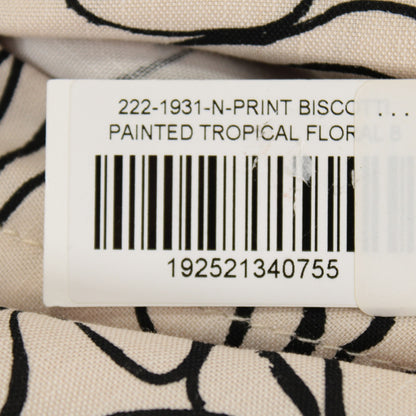 222-1931-N-PRINT BISCOTTI
PAINTED TROPICAL FLORAL B
192521340755
...